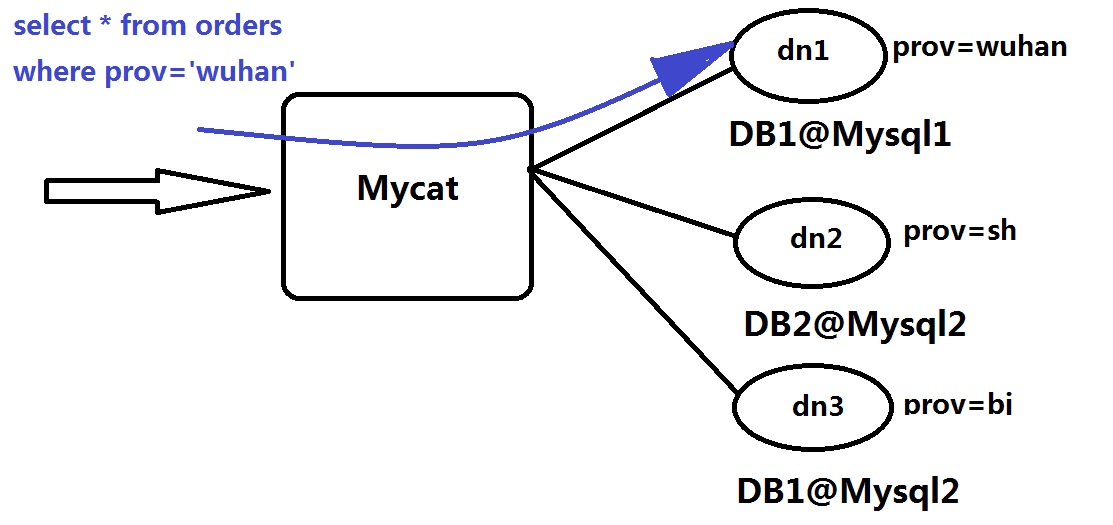 select * from orders
where prov='wuhan'
Mycat
dn1
prov=wuhan
DB1@Mysql1
dn2
prov=sh
DB2@Mysql2
dn3
prov=bi
DB1@Mysql2